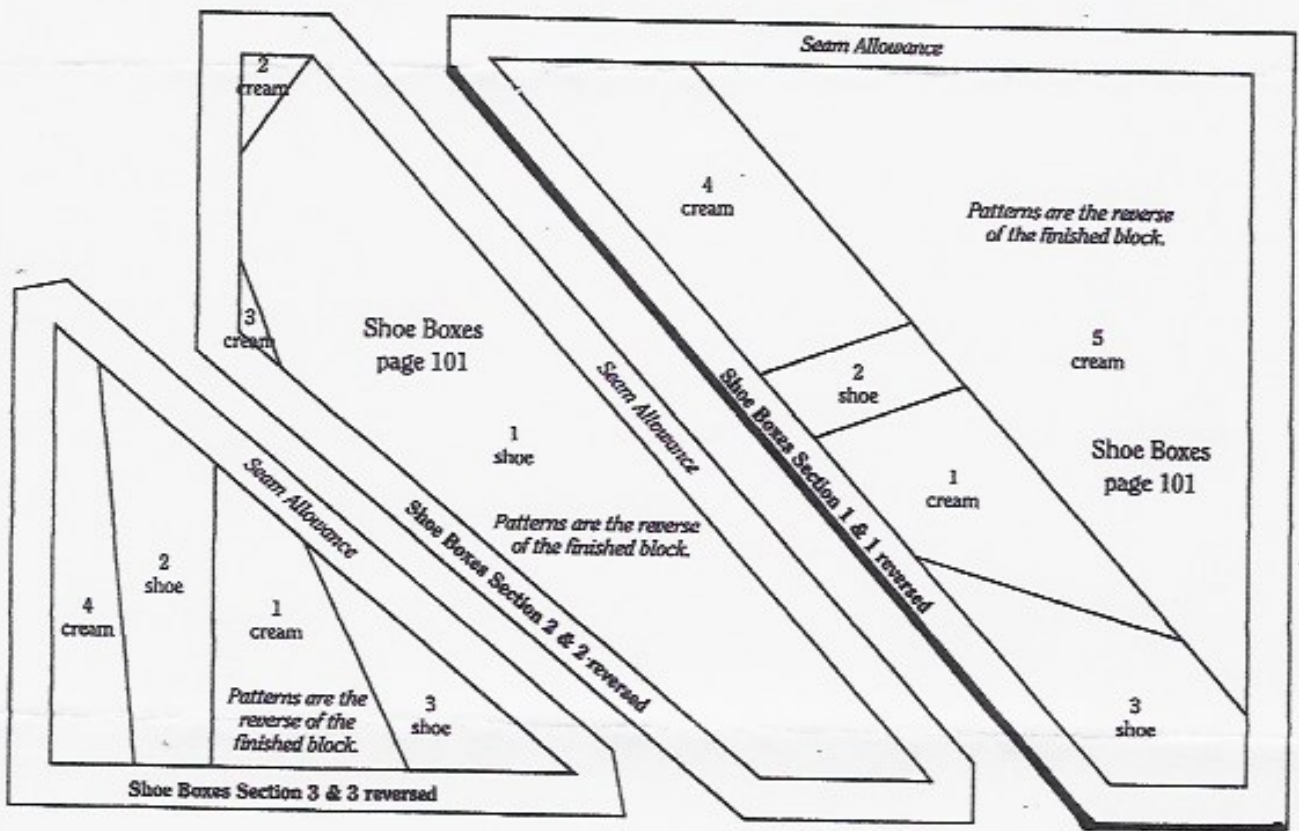 Shoe Boxes Section 3 & 3 reversed
4
cream
2
shoe
1
cream
Patterns are the
reverse of the
finished block.
3
shoe
Seam Allowance
Shoe Boxes Section 2 & 2 reversed
2
cream
3
cream
Shoe Boxes
page 101
1
shoe
Patterns are the reverse
of the finished block.
Seam Allowance
Shoe Boxes Section 1 & 1 reversed
Seam Allowance
4
cream
2
shoe
1
cream
3
shoe
Patterns are the reverse
of the finished block.
5
cream
Shoe Boxes
page 101